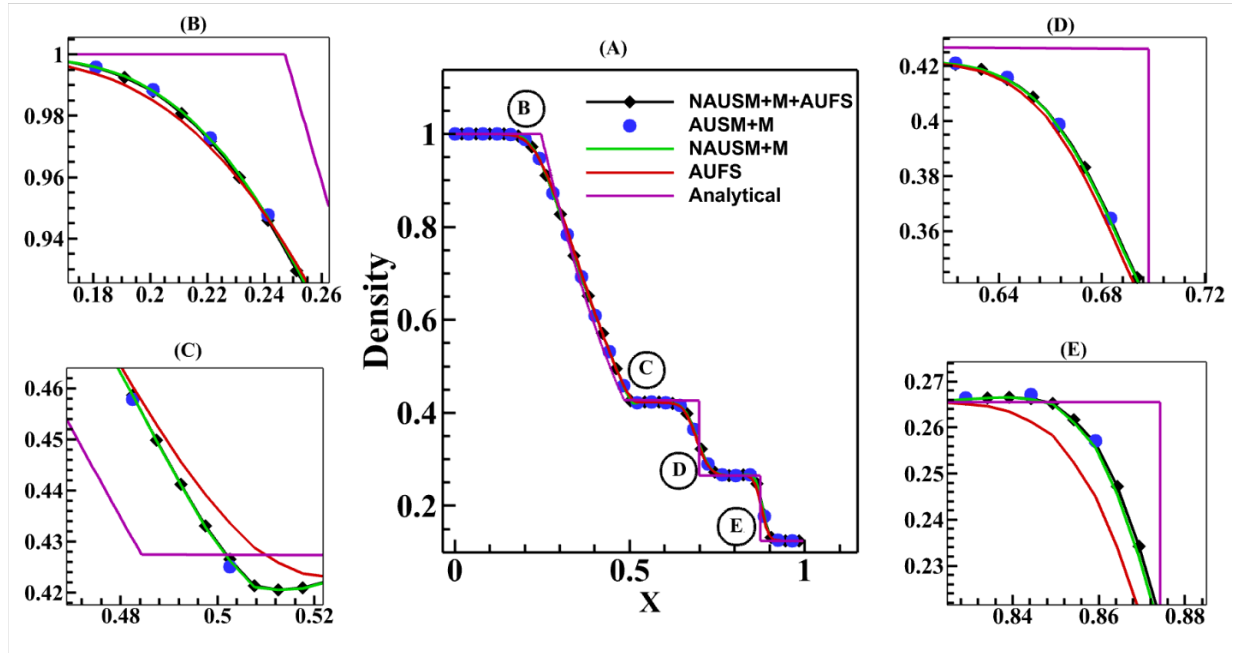 (B)
1
0.98
0.96
0.94
0.18 0.2 0.22 0.24 0.26
(A)
B
NAUSM+M+AUFS
AUSM+M
NAUSM+M
AUFS
Analytical
1
0.8
0.6
0.4
0.2
Density
C
D
E
0 0.5 1
X
(D)
0.42
0.4
0.38
0.36
0.64 0.68 0.72
(C)
0.46
0.45
0.44
0.43
0.42
0.48 0.5 0.52
(E)
0.27
0.26
0.25
0.24
0.23
0.84 0.86 0.88